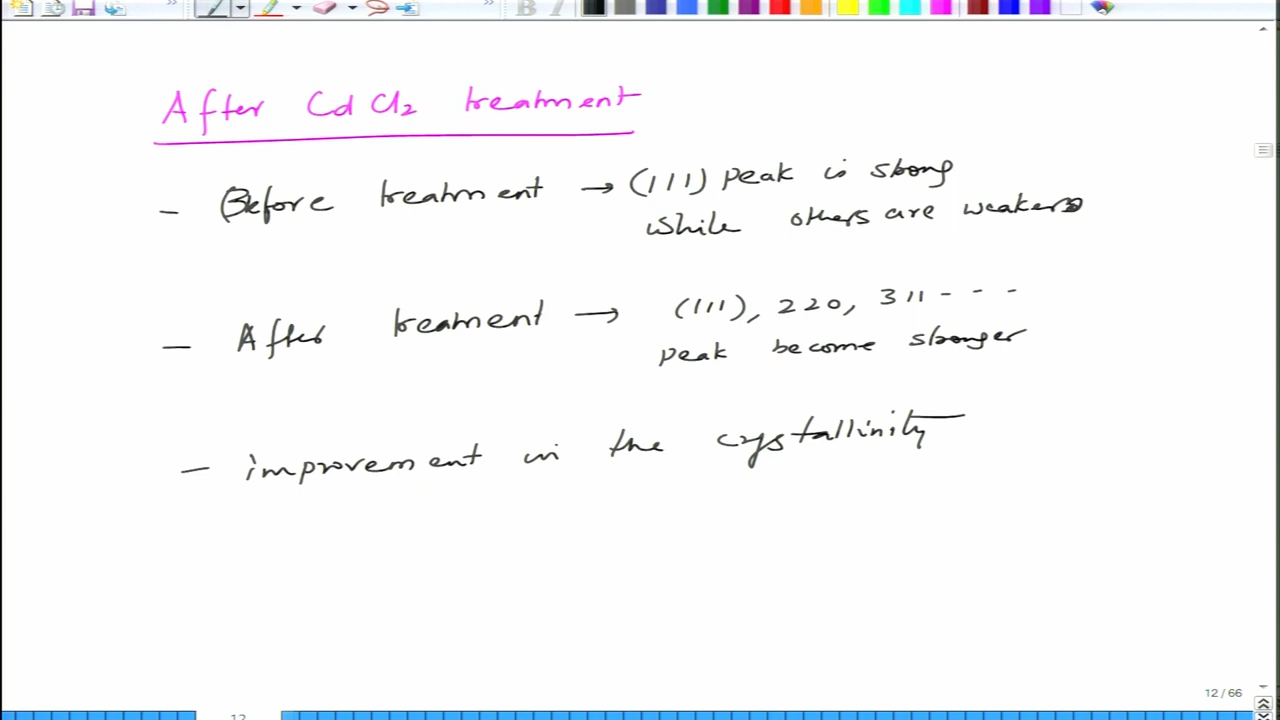 After CdCl2 treatment
- Before treatment → (111) peak is strong
while others are weaker
- After treatment → (111), 220, 311 - - -
peak become stronger
- improvement in the crystallinity
12 / 66
12